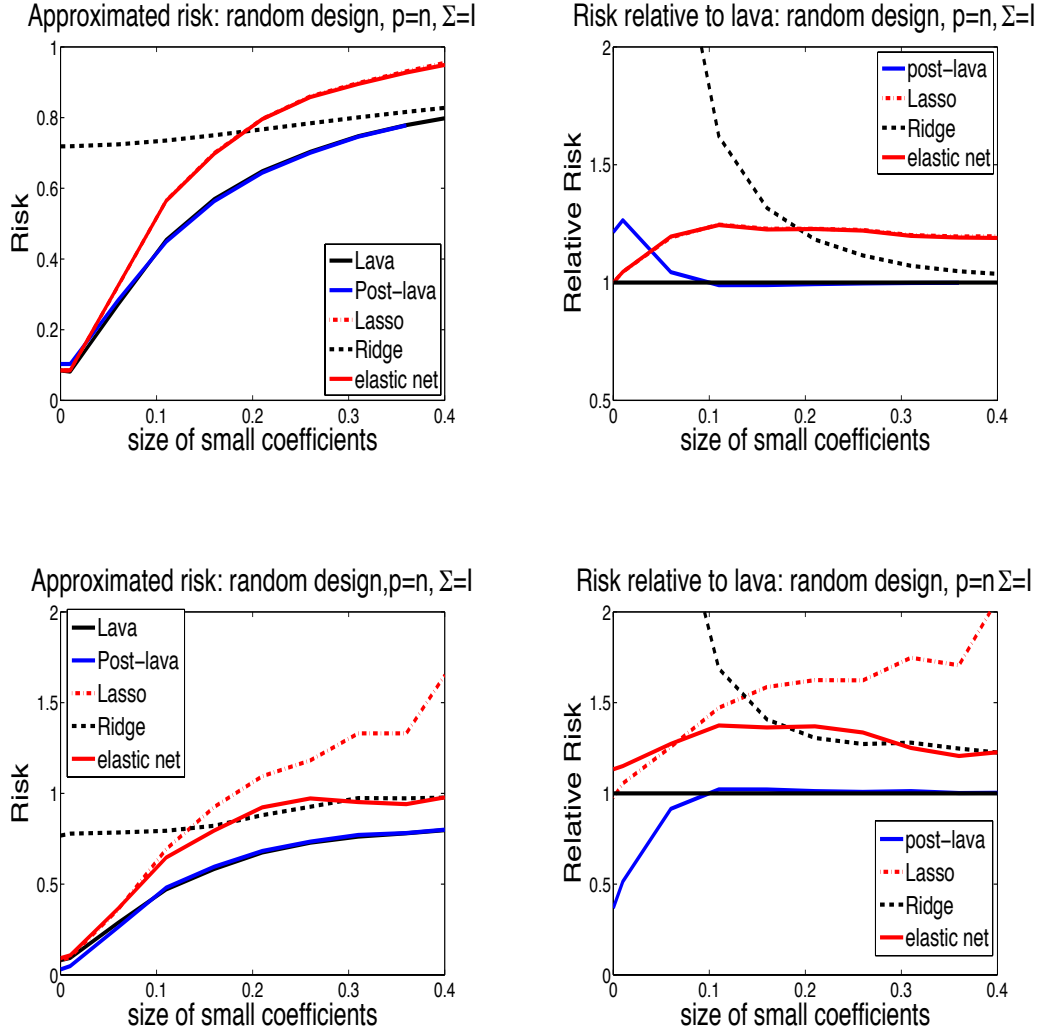 Approximated risk: random design, p=n, Σ=I
Risk
1
0.8
0.6
0.4
0.2
0
0 0.1 0.2 0.3 0.4
size of small coefficients
Lava
Post−lava
Lasso
Ridge
elastic net
Risk relative to lava: random design, p=n, Σ=I
Relative Risk
2
1.5
1
0.5
0 0.1 0.2 0.3 0.4
size of small coefficients
post−lava
Lasso
Ridge
elastic net
Approximated risk: random design,p=n, Σ=I
Risk
2
1.5
1
0.5
0
0 0.1 0.2 0.3 0.4
size of small coefficients
Lava
Post−lava
Lasso
Ridge
elastic net
Risk relative to lava: random design, p=n Σ=I
Relative Risk
2
1.5
1
0.5
0
0 0.1 0.2 0.3 0.4
size of small coefficients
post−lava
Lasso
Ridge
elastic net